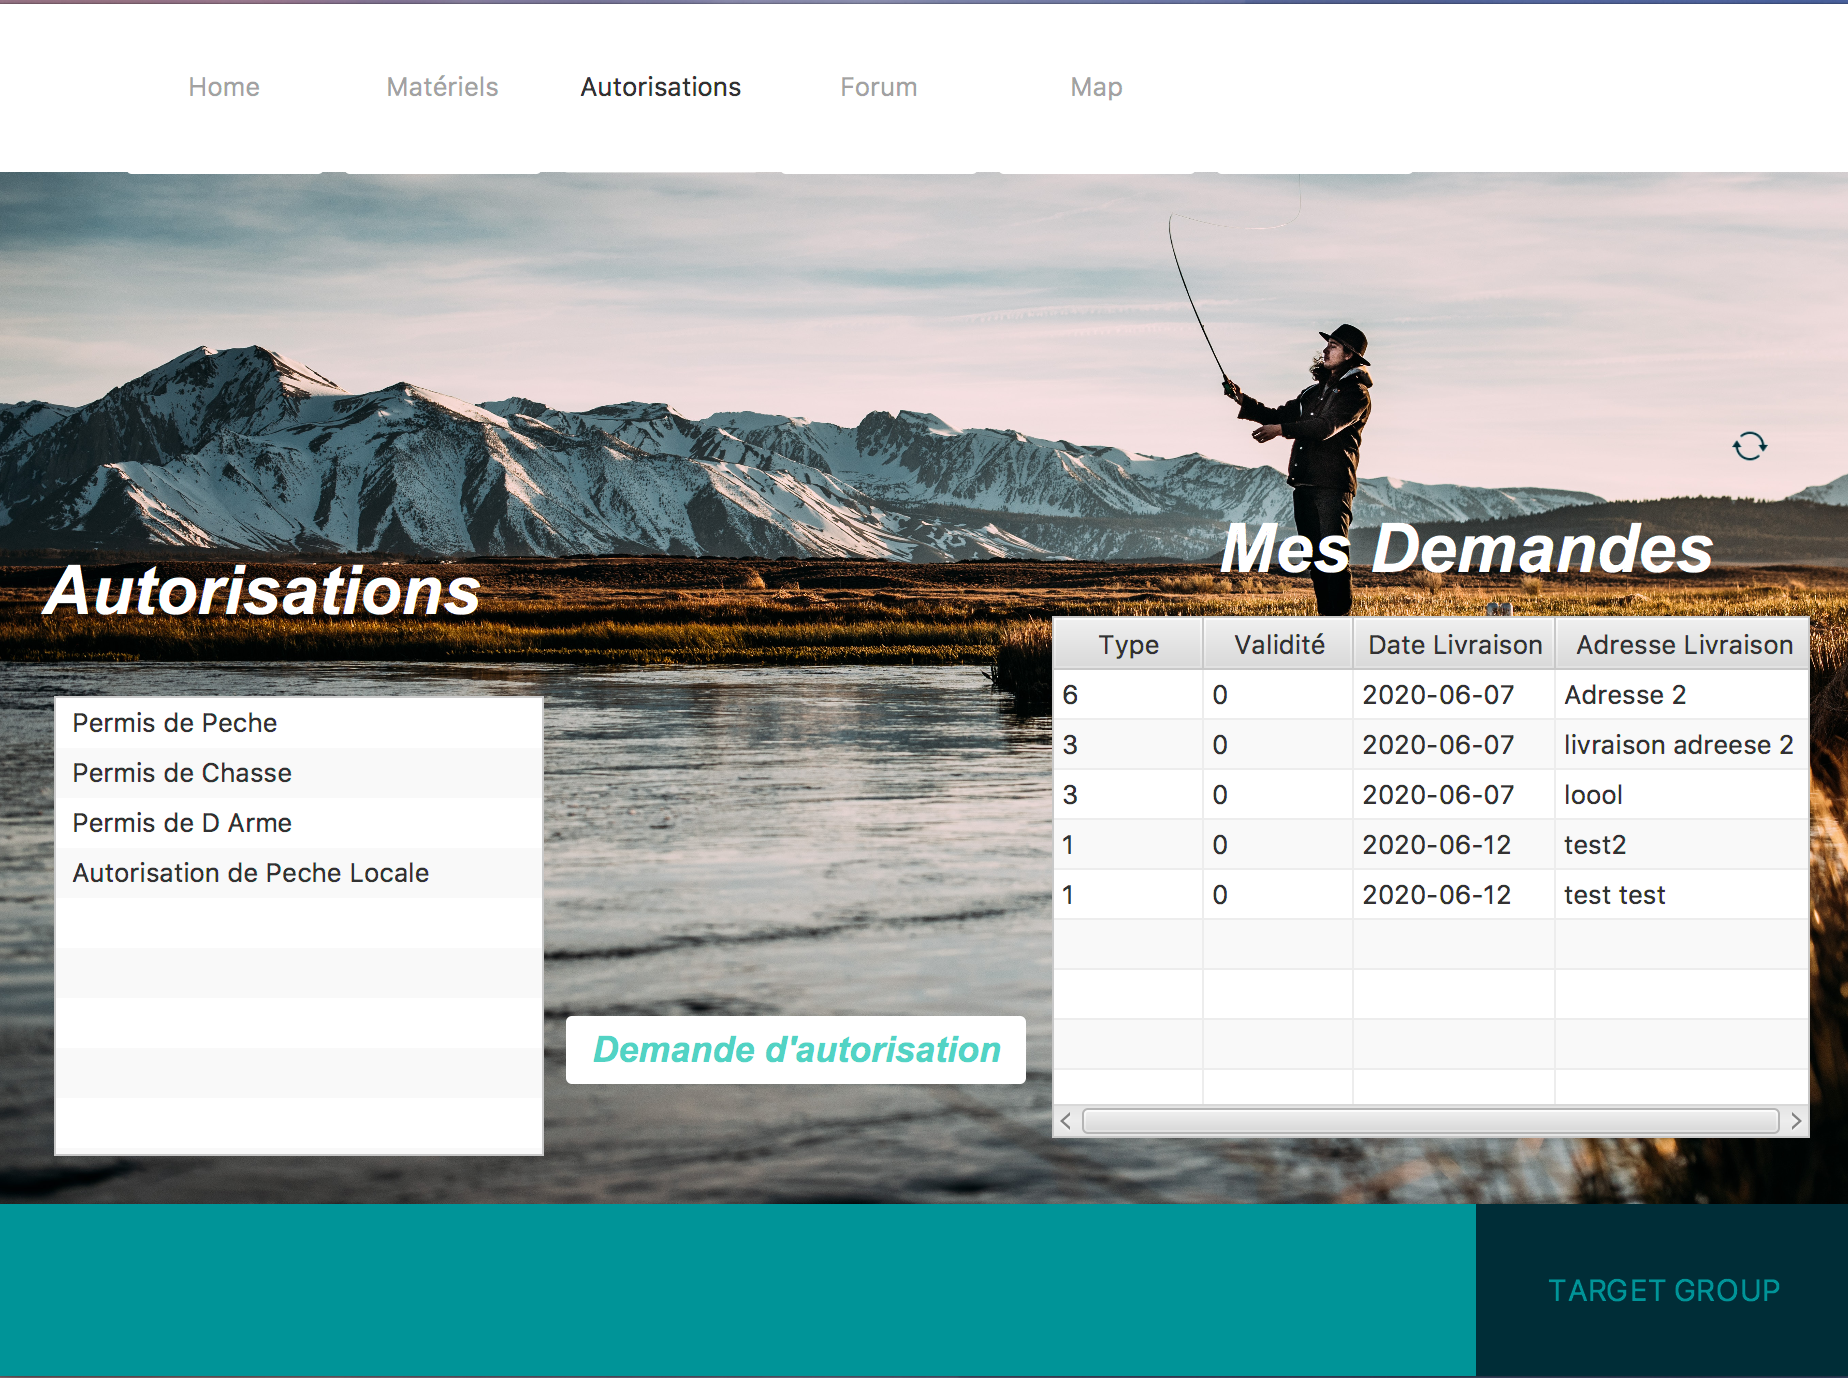 Home Matériels Autorisations Forum Map
Mes Demandes
Autorisations
Type Validité Date Livraison Adresse Livraison
6 0 2020-06-07 Adresse 2
3 0 2020-06-07 livraison adreese 2
3 0 2020-06-07 loool
1 0 2020-06-12 test2
1 0 2020-06-12 test test
Permis de Peche
Permis de Chasse
Permis de D Arme
Autorisation de Peche Locale
Demande d'autorisation
TARGET GROUP